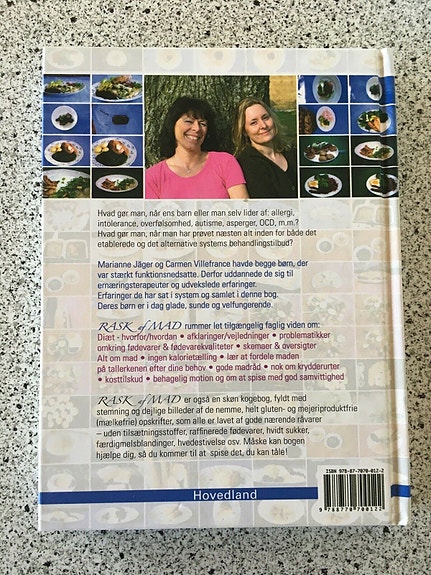 Hvad gør man, når ens barn eller man selv lider af: allergi,
intolerance, overfølsomhed, autisme, asperger, OCD, m.m.?
Hvad gør man, når man har prøvet næsten alt inden for både det
etablerede og det alternative systems behandlingstilbud?
Marianne Jäger og Carmen Villefrance havde begge børn, der
var stærkt funktionsnedsatte. Derfor uddannede de sig til
ernæringsterapeuter og udvekslede erfaringer.
Erfaringer de har sat i system og samlet i denne bog.
Deres børn er i dag glade, sunde og velfungerende.
RASK af MAD rummer let tilgængelig faglig viden om:
Diæt - hvorfor/hvordan • afklaringer/vejledninger • problematikker
omkring fødevarer & fødevarekvaliteter • skemaer & oversigter
Alt om mad • ingen kalorietælling • lær at fordele maden
på tallerkenen efter dine behov • gode madråd • nok om krydderurter
• kosttilskud • behagelig motion og om at spise med god samvittighed
RASK af MAD er også en skøn kogebog, fyldt med
stemning og dejlige billeder af de nemme, helt gluten- og mejeriproduktfrie
(mælkefrie) opskrifter, som alle er lavet af gode nærende råvarer
– uden tilsætningsstoffer, raffinerede fødevarer, hvidt sukker,
færdigmelsblandinger, hvedestivelse osv. Måske kan bogen
hjælpe dig, så du kommer til at spise det, du kan tåle!
ISBN 978-87-7070-012-2
9 788770 700122
Hovedland